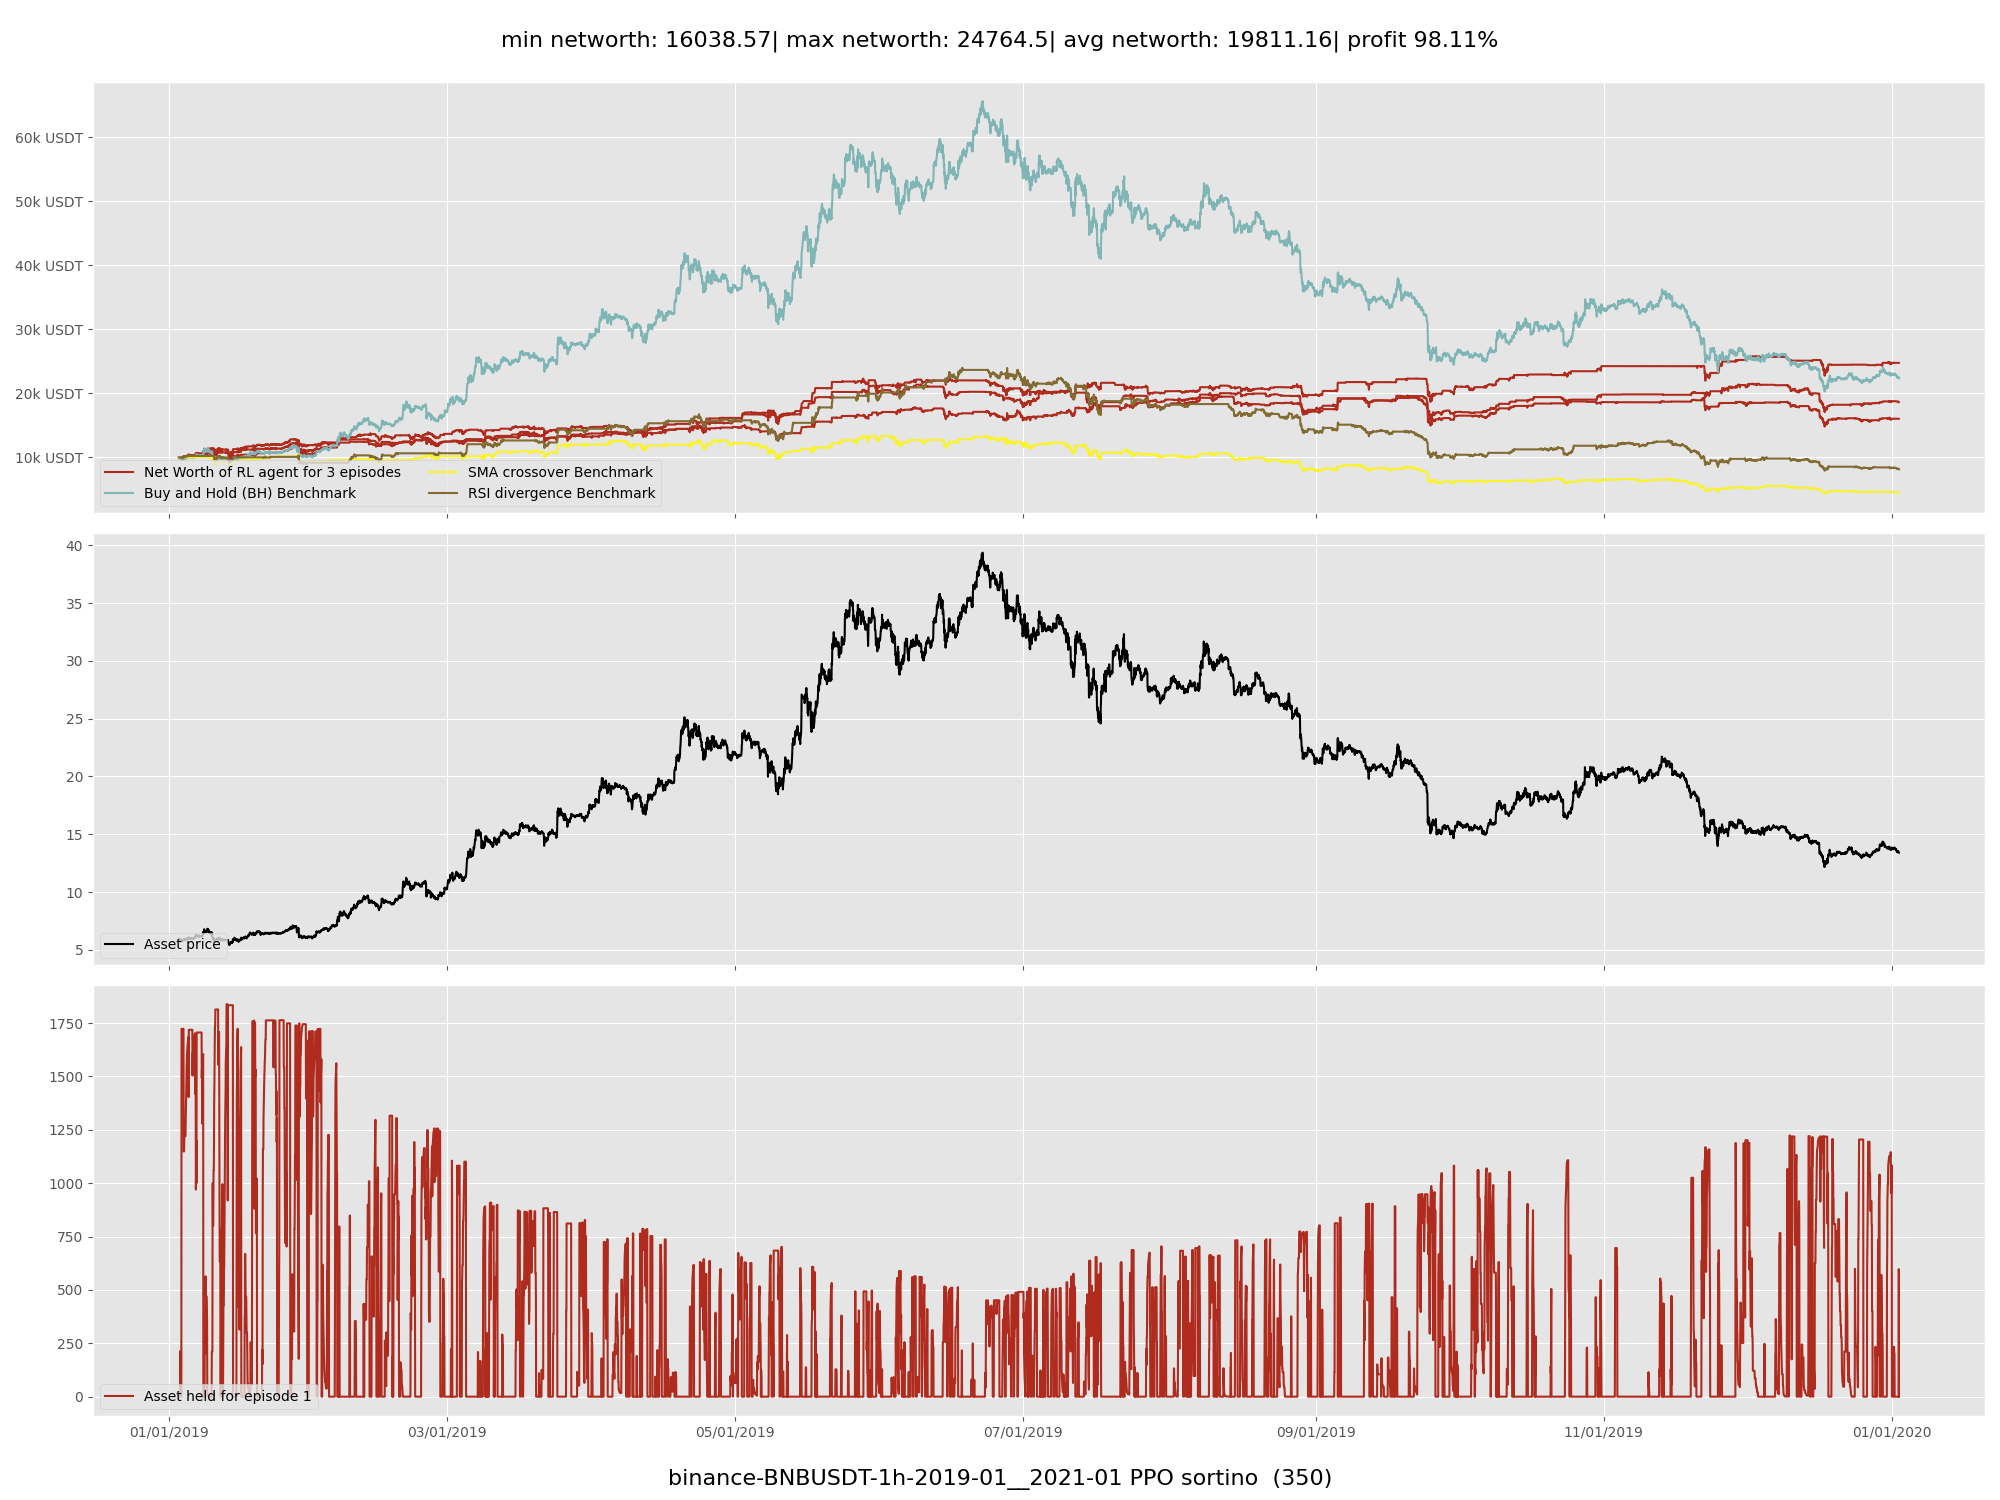 min networth: 16038.57| max networth: 24764.5| avg networth: 19811.16| profit 98.11%
60k USDT
50k USDT
40k USDT
30k USDT
20k USDT
10k USDT
Net Worth of RL agent for 3 episodes
Buy and Hold (BH) Benchmark
SMA crossover Benchmark
RSI divergence Benchmark
40
35
30
25
20
15
10
5
Asset price
1750
1500
1250
1000
750
500
250
0
Asset held for episode 1
01/01/2019
03/01/2019
05/01/2019
07/01/2019
09/01/2019
11/01/2019
01/01/2020
binance-BNBUSDT-1h-2019-01__2021-01 PPO sortino (350)